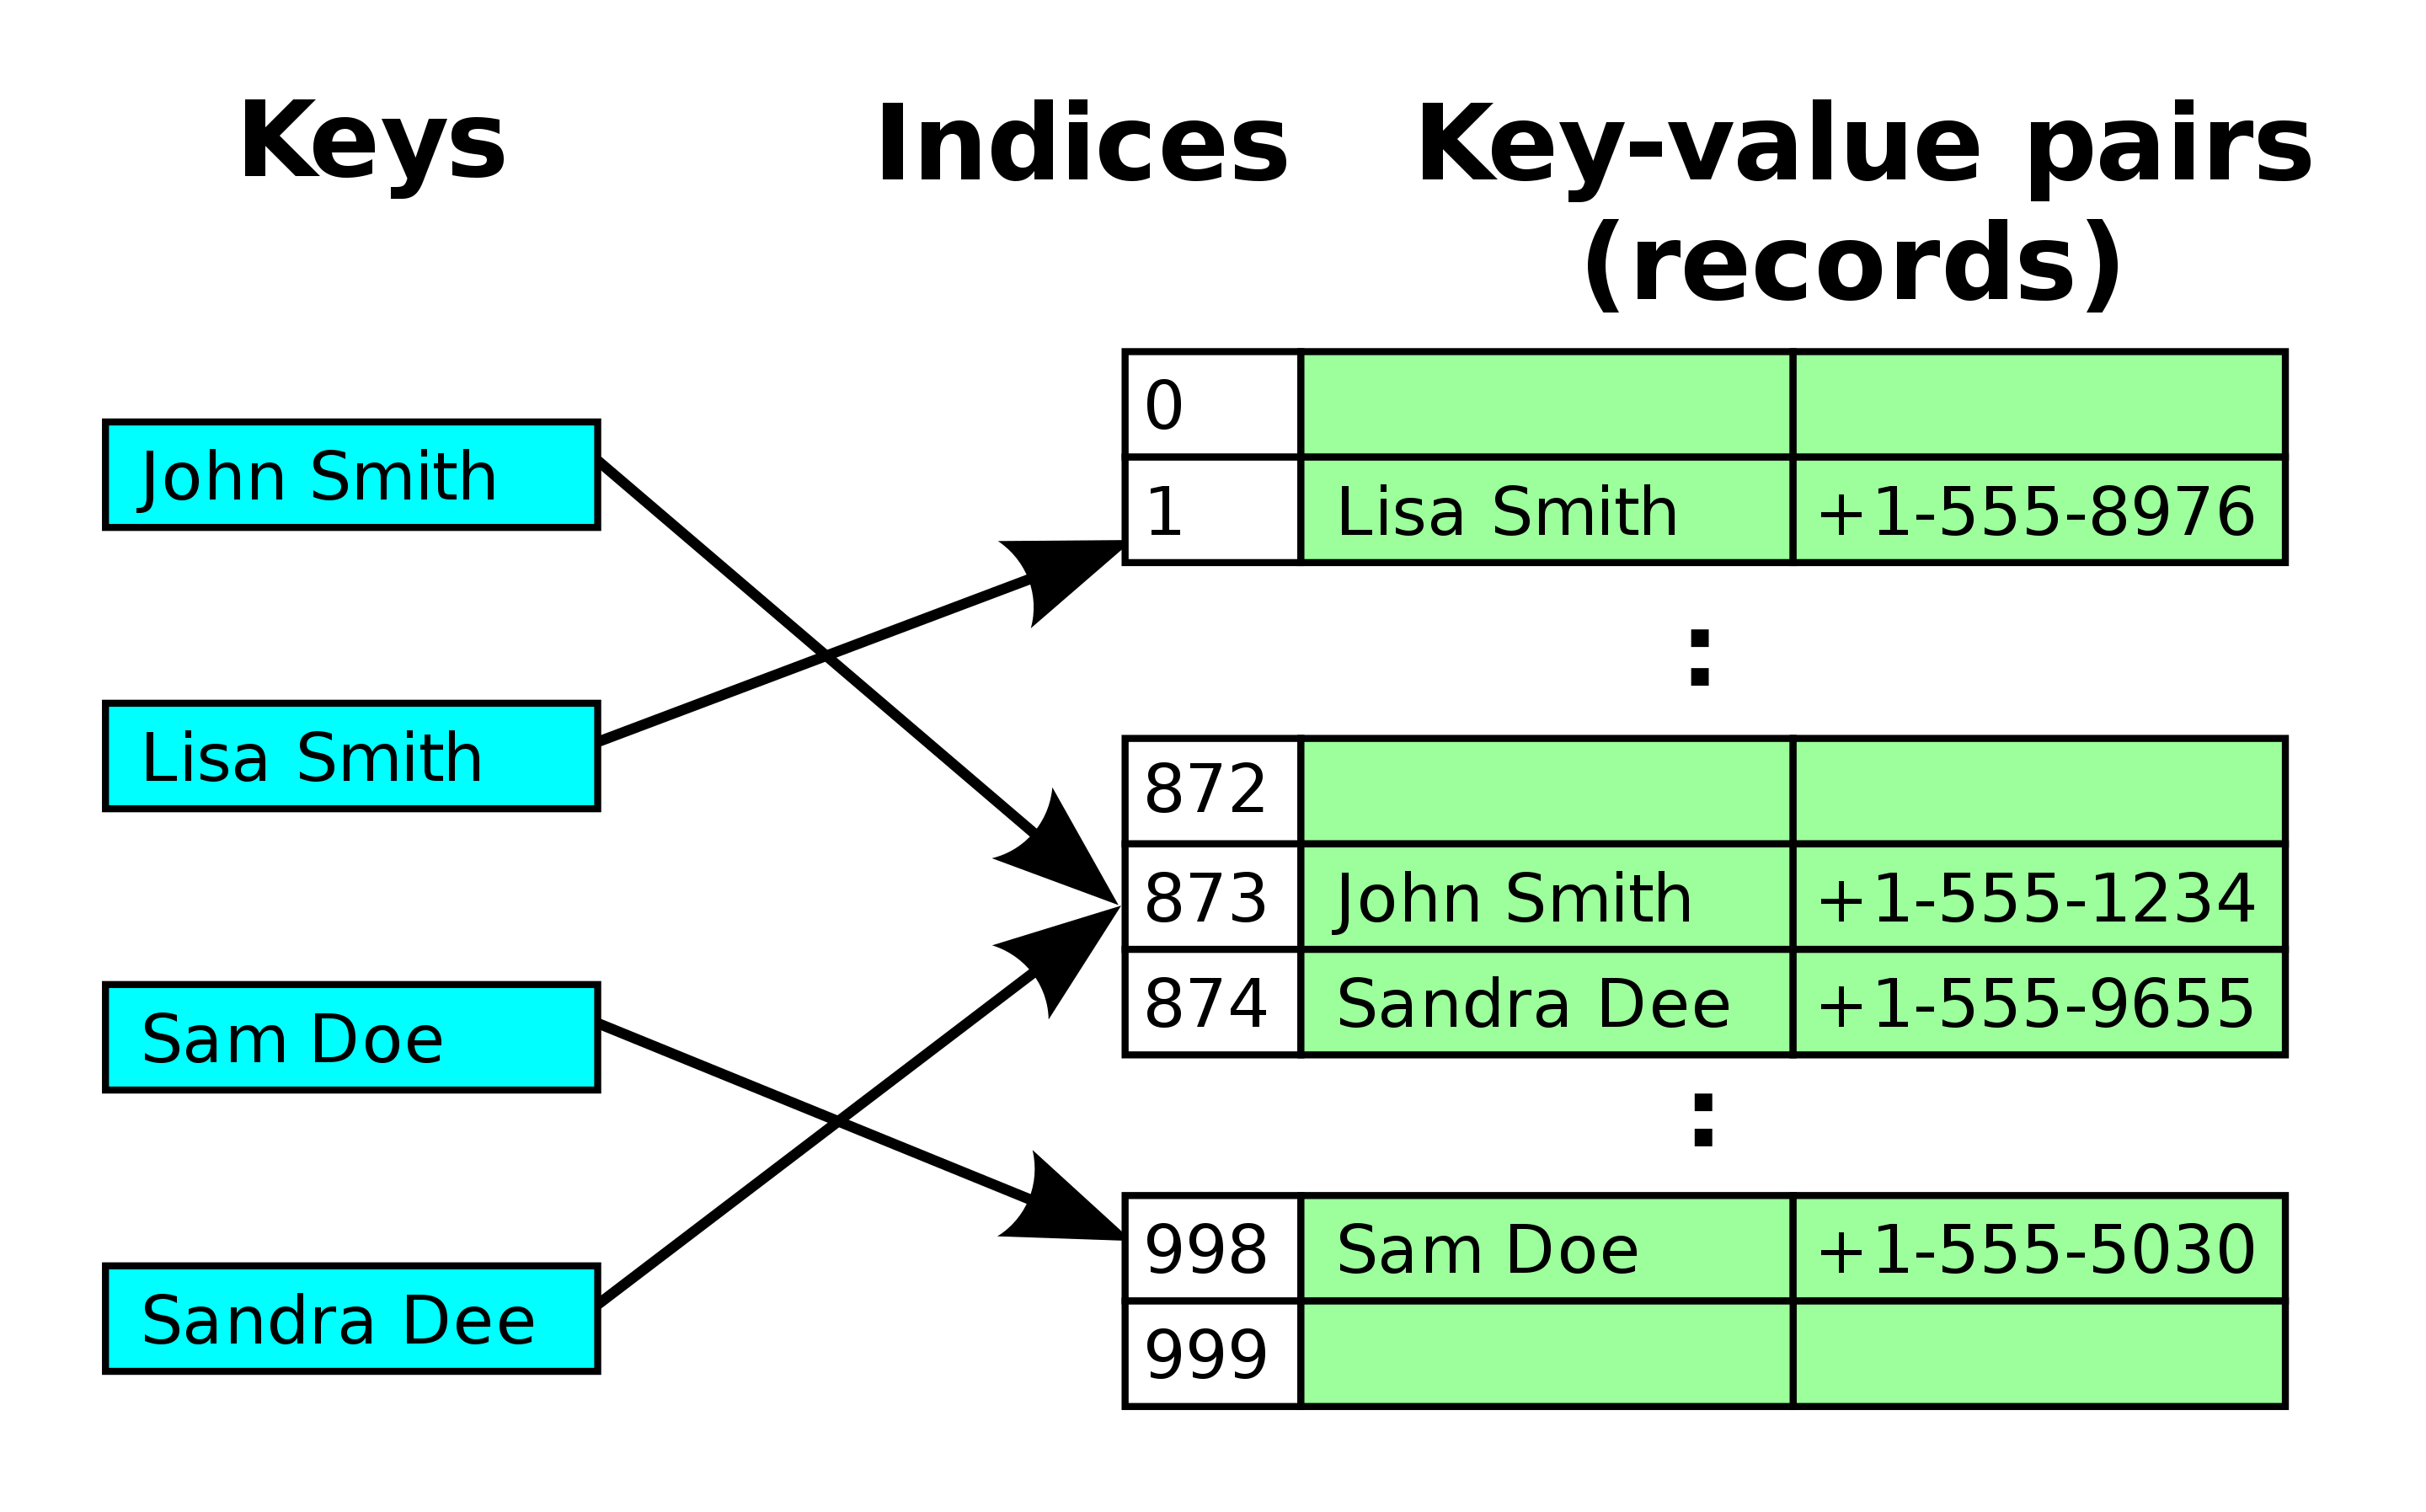 Keys
Indices
Key-value pairs
(records)
John Smith
Lisa Smith
Sam Doe
Sandra Dee
0
1 Lisa Smith +1-555-8976
:
872
873 John Smith +1-555-1234
874 Sandra Dee +1-555-9655
:
998 Sam Doe +1-555-5030
999